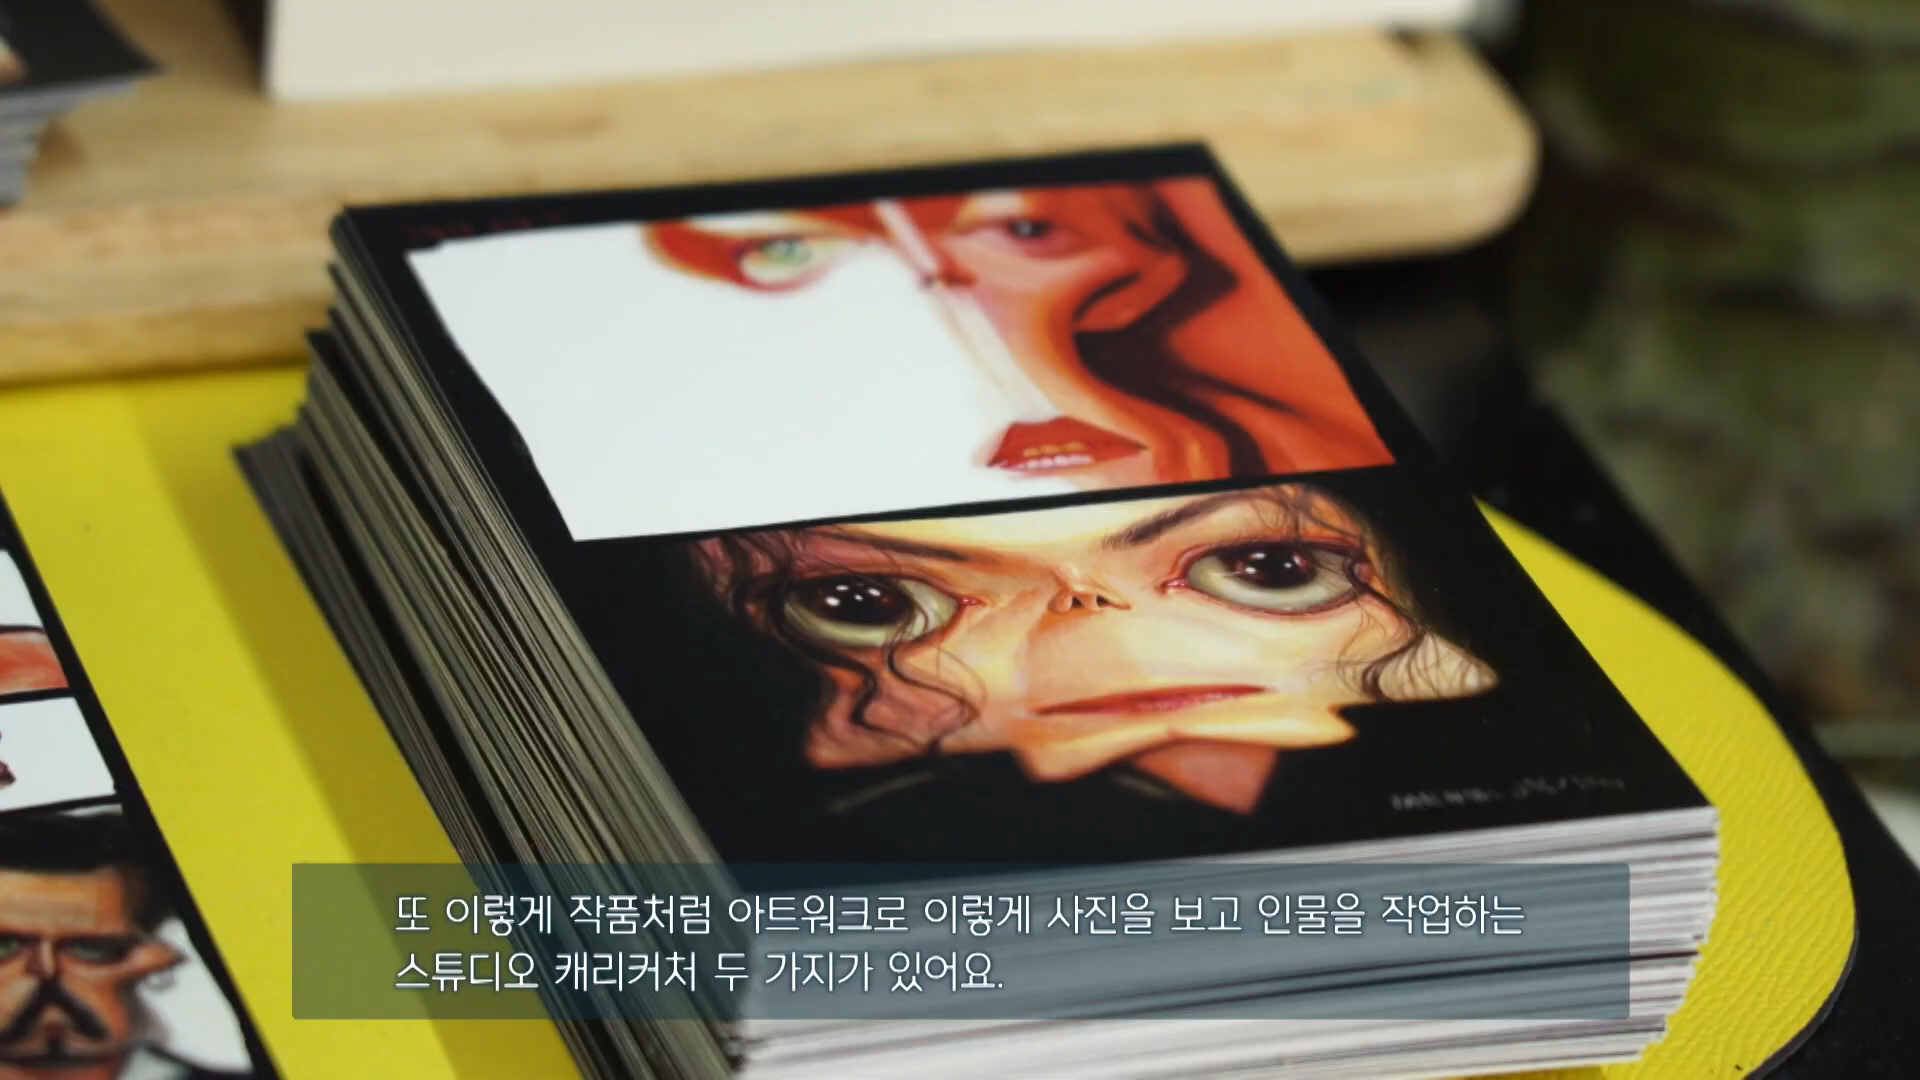 또 이렇게 작품처럼 아트워크로 이렇게 사진을 보고 인물을 작업하는
스튜디오 캐리커처 두 가지가 있어요.